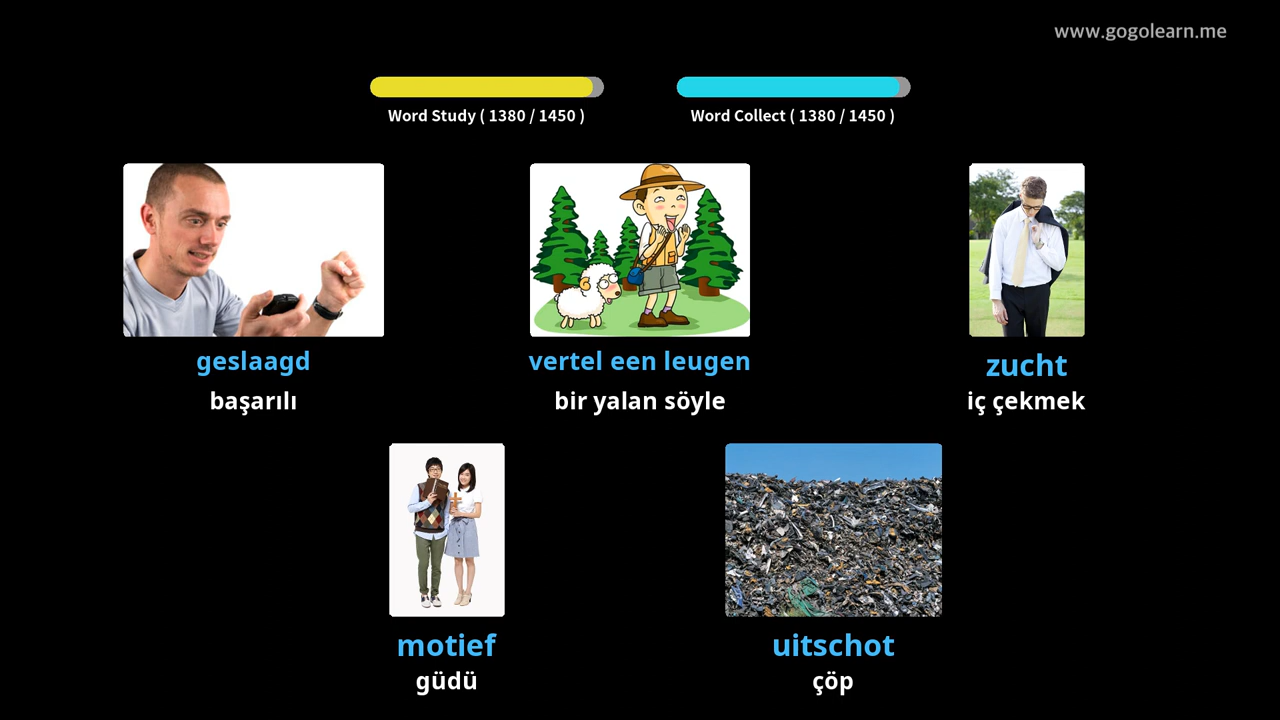 www.gogolearn.me
Word Study ( 1380 / 1450 )
Word Collect ( 1380 / 1450 )
geslaagd
vertel een leugen
zucht
başarılı
bir yalan söyle
iç çekmek
motief
uitschot
güdü
çöp